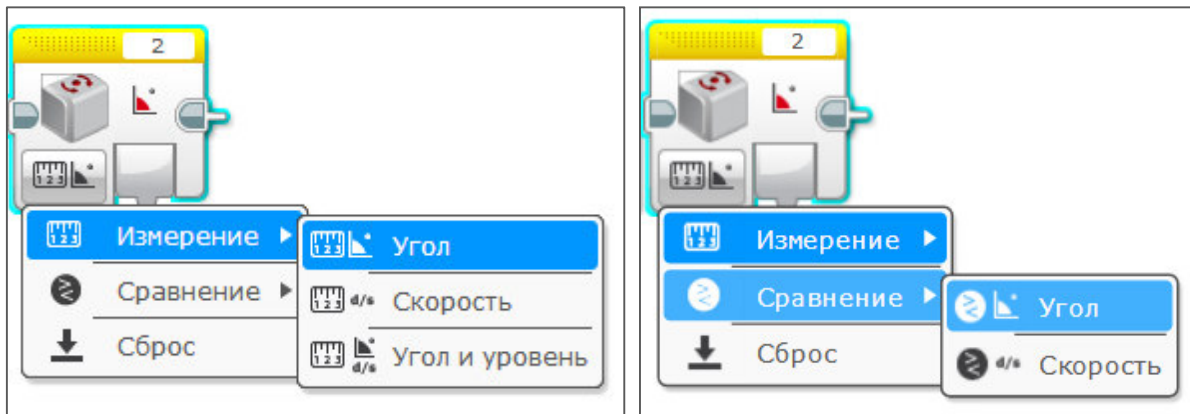 2
Измерение
Сравнение
Сброс
Угол
d/s Скорость
d/s Угол и уровень
2
Измерение
Сравнение
Сброс
Угол
d/s Скорость